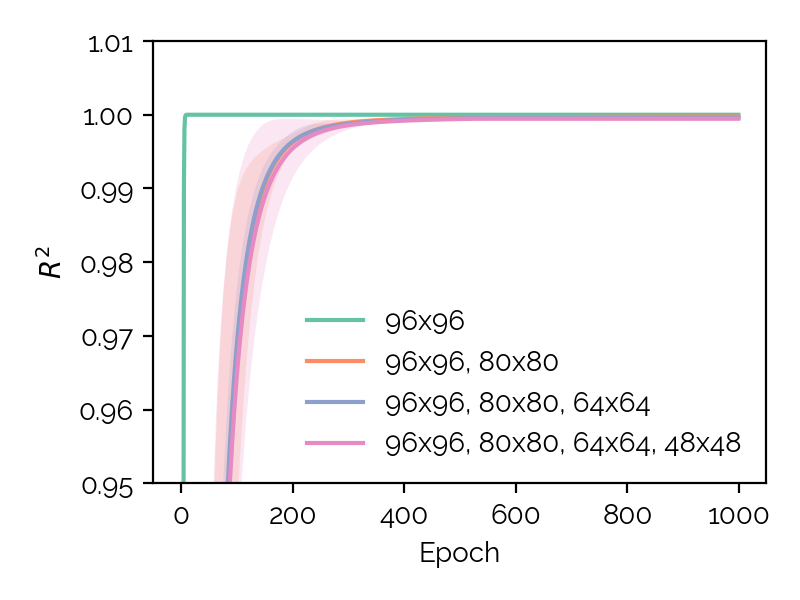 1.01
1.00
0.99
0.98
0.97
0.96
0.95
R²
0 200 400 600 800 1000
Epoch
96x96
96x96, 80x80
96x96, 80x80, 64x64
96x96, 80x80, 64x64, 48x48